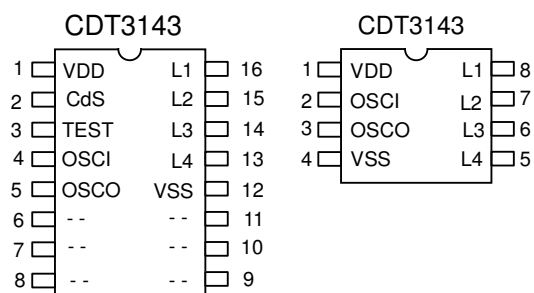 CDT3143
1 VDD L1 16
2 CdS L2 15
3 TEST L3 14
4 OSCI L4 13
5 OSCO VSS 12
6 -- -- 11
7 -- -- 10
8 -- -- 9
CDT3143
1 VDD L1 8
2 OSCI L2 7
3 OSCO L3 6
4 VSS L4 5